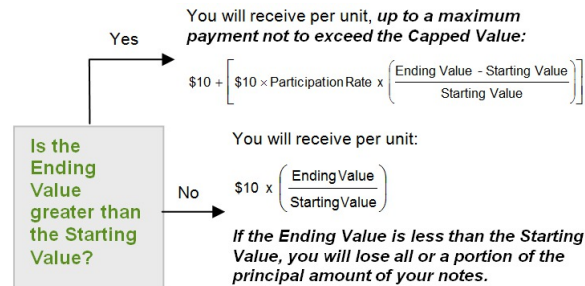 You will receive per unit, up to a maximum
payment not to exceed the Capped Value:
Yes
$10 + [ $10 × Participation Rate x ( Ending Value - Starting Value / Starting Value ) ]
Is the
Ending
Value
greater than
the Starting
Value?
You will receive per unit:
No
$10 x ( Ending Value / Starting Value )
If the Ending Value is less than the Starting
Value, you will lose all or a portion of the
principal amount of your notes.